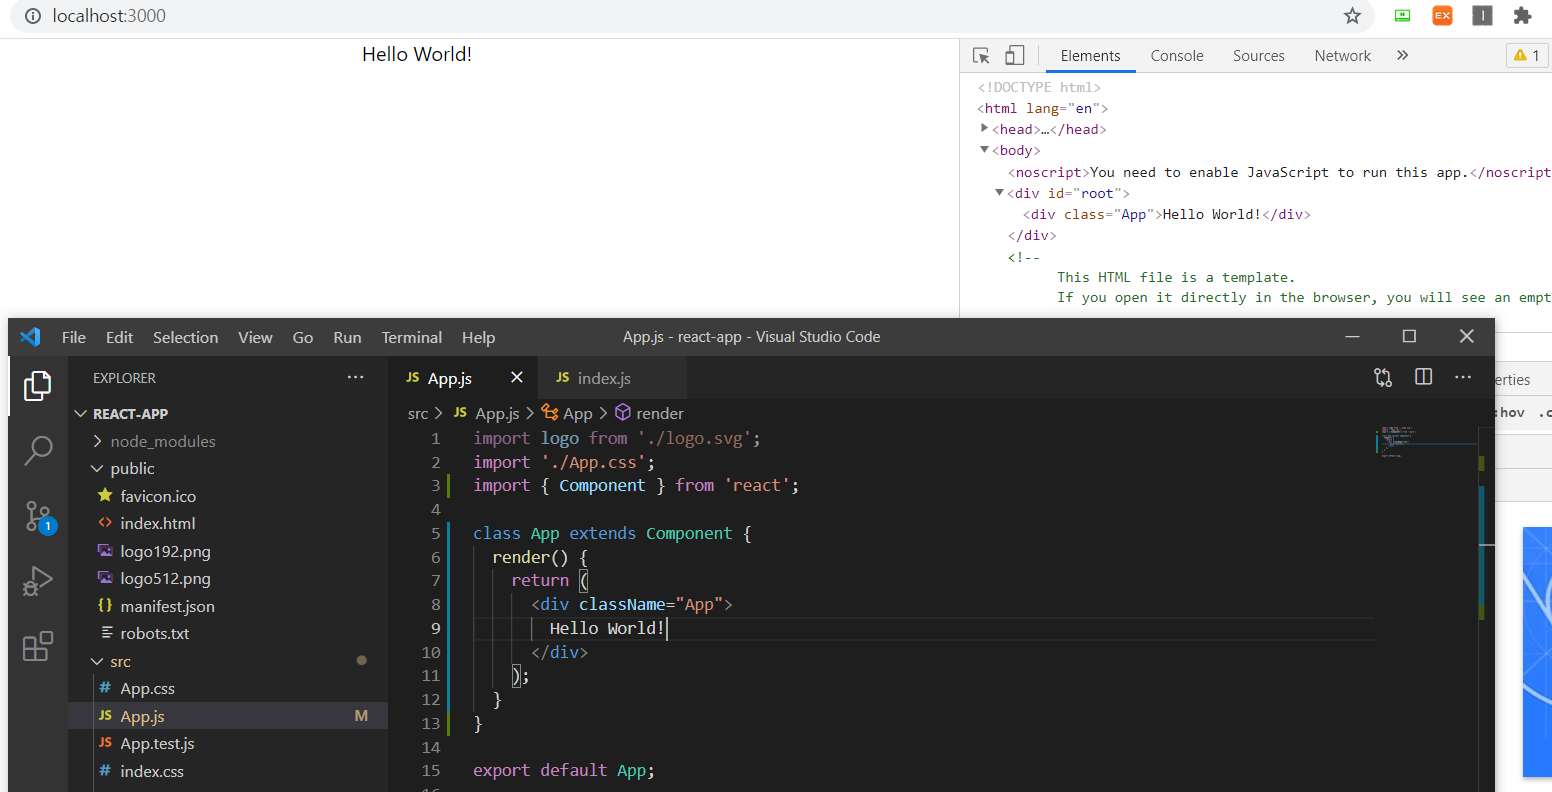 localhost:3000
EX
Hello World!
Elements Console Sources Network » 1
<!DOCTYPE html>
<html lang="en">
<head>…</head>
<body>
<noscript>You need to enable JavaScript to run this app.</noscript
<div id="root">
<div class="App">Hello World!</div>
</div>
<!--
This HTML file is a template.
If you open it directly in the browser, you will see an empt
File Edit Selection View Go Run Terminal Help
App.js - react-app - Visual Studio Code
EXPLORER
REACT-APP
node_modules
public
favicon.ico
<> index.html
logo192.png
logo512.png
{} manifest.json
robots.txt
src
# App.css
JS App.js M
JS App.test.js
# index.css
1
JS App.js JS index.js
src > JS App.js > App > render
1 import logo from './logo.svg';
2 import './App.css';
3 import { Component } from 'react';
4
5 class App extends Component {
6 render() {
7 return (
8 <div className="App">
9 Hello World!
10 </div>
11 );
12 }
13 }
14
15 export default App;
erties
:hov .c